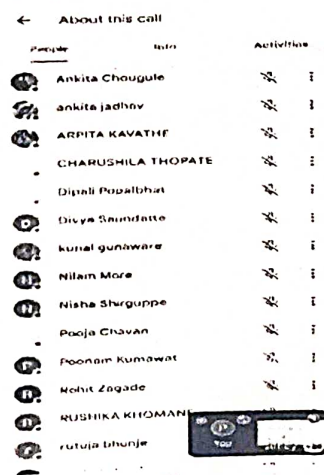 ← About this call
People Info Activities
Ankita Chougule
ankita jadhav
ARPITA KAVATHE
CHARUSHILA THOPATE
Dipali Popalbhat
Divya Saundatte
kunal gunaware
Nilam More
Nisha Shirguppe
Pooja Chavan
Poonam Kumawat
Rohit Zagade
RUSHIKA KHOMANE
YOU
rutuja bhunje